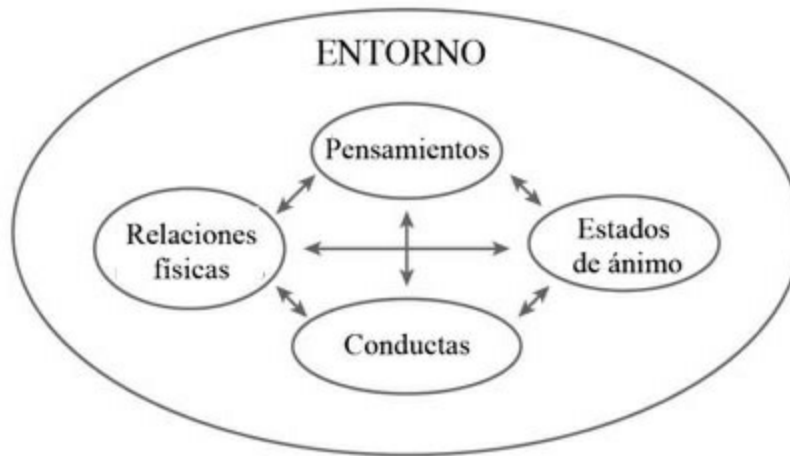 ENTORNO
Pensamientos
Relaciones
físicas
Estados
de ánimo
Conductas